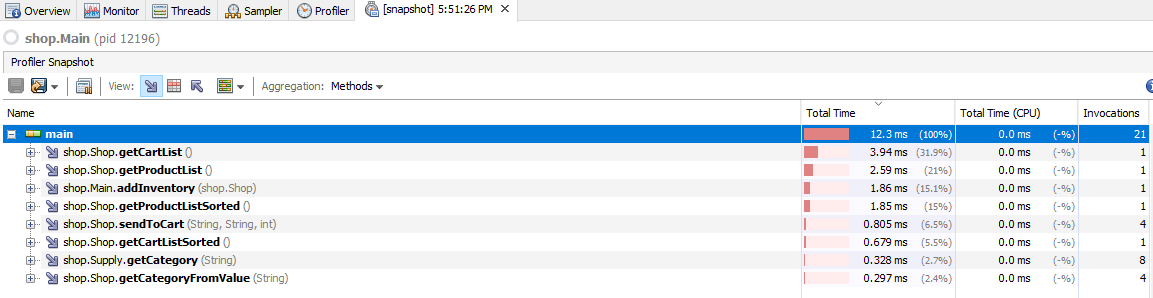 Overview Monitor Threads Sampler Profiler [snapshot] 5:51:26 PM
shop.Main (pid 12196)
Profiler Snapshot
View: Aggregation: Methods
Name Total Time Total Time (CPU) Invocations
main 12.3 ms (100%) 0.0 ms (-%) 21
shop.Shop.getCartList () 3.94 ms (31.9%) 0.0 ms (-%) 1
shop.Shop.getProductList () 2.59 ms (21%) 0.0 ms (-%) 1
shop.Main.addInventory (shop.Shop) 1.86 ms (15.1%) 0.0 ms (-%) 1
shop.Shop.getProductListSorted () 1.85 ms (15%) 0.0 ms (-%) 1
shop.Shop.sendToCart (String, String, int) 0.805 ms (6.5%) 0.0 ms (-%) 4
shop.Shop.getCartListSorted () 0.679 ms (5.5%) 0.0 ms (-%) 1
shop.Supply.getCategory (String) 0.328 ms (2.7%) 0.0 ms (-%) 8
shop.Shop.getCategoryFromValue (String) 0.297 ms (2.4%) 0.0 ms (-%) 4